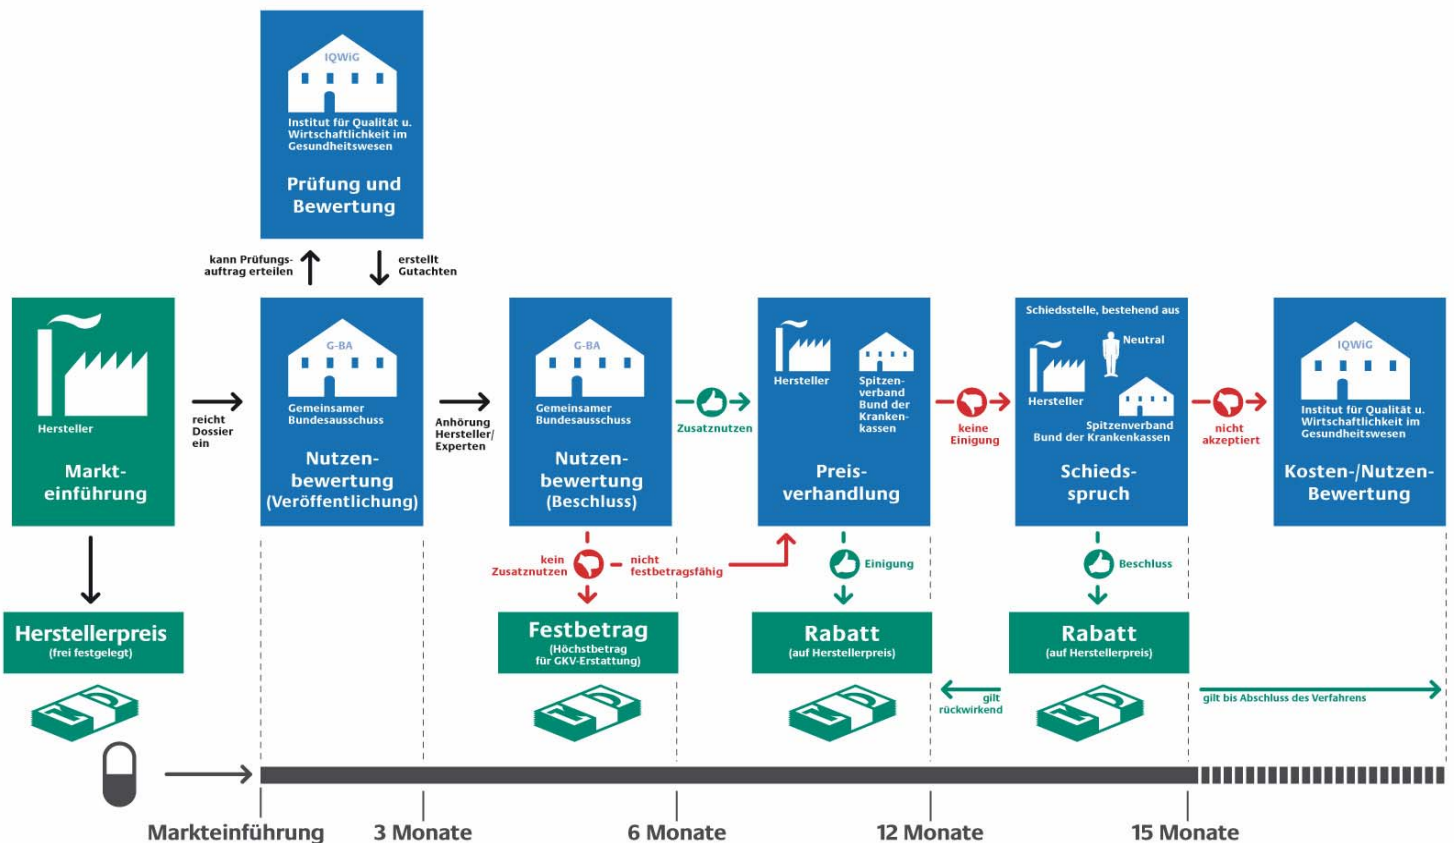 IQWiG
Institut für Qualität u.
Wirtschaftlichkeit im
Gesundheitswesen
Prüfung und
Bewertung
kann Prüfungs-
auftrag erteilen
erstellt
Gutachten
Hersteller
Markt-
einführung
reicht
Dossier
ein
G-BA
Gemeinsamer
Bundesausschuss
Nutzen-
bewertung
(Veröffentlichung)
Anhörung
Hersteller/
Experten
G-BA
Gemeinsamer
Bundesausschuss
Nutzen-
bewertung
(Beschluss)
Zusatznutzen
Hersteller
Spitzen-
verband
Bund der
Kranken-
kassen
Preis-
verhandlung
keine
Einigung
Schiedsstelle, bestehend aus
Neutral
Hersteller
Spitzenverband
Bund der Krankenkassen
Schieds-
spruch
nicht
akzeptiert
IQWiG
Institut für Qualität u.
Wirtschaftlichkeit im
Gesundheitswesen
Kosten-/Nutzen-
Bewertung
kein
Zusatznutzen
nicht
festbetragsfähig
Einigung
Beschluss
Herstellerpreis
(frei festgelegt)
Festbetrag
(Höchstbetrag
für GKV-Erstattung)
Rabatt
(auf Herstellerpreis)
Rabatt
(auf Herstellerpreis)
gilt
rückwirkend
gilt bis Abschluss des Verfahrens
Markteinführung
3 Monate
6 Monate
12 Monate
15 Monate